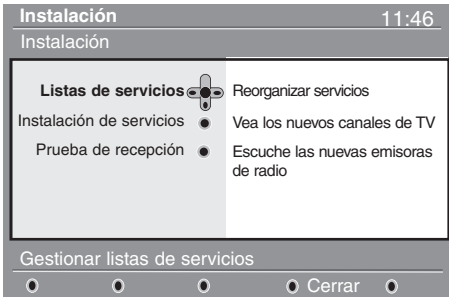 Instalación 11:46
Instalación
Listas de servicios
Instalación de servicios
Prueba de recepción
Reorganizar servicios
Vea los nuevos canales de TV
Escuche las nuevas emisoras
de radio
Gestionar listas de servicios
Cerrar